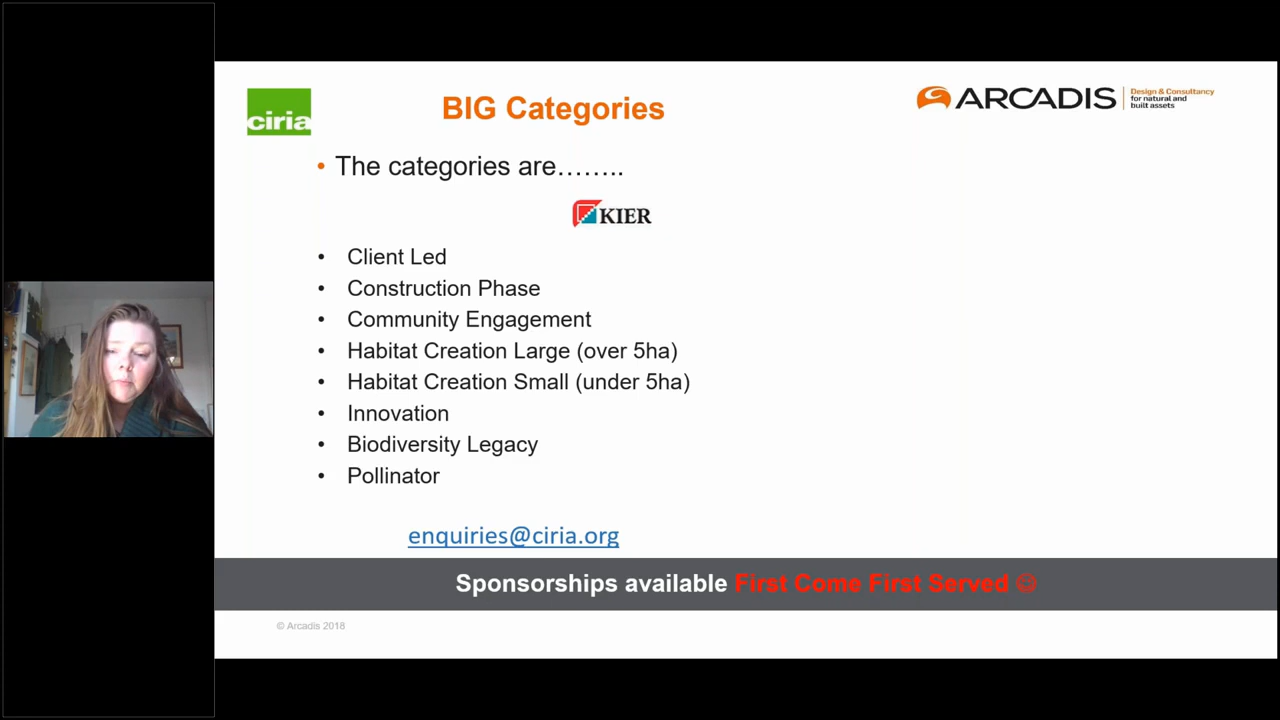 ciria
BIG Categories
ARCADIS
Design & Consultancy
for natural and
built assets
• The categories are……..
KIER
• Client Led
• Construction Phase
• Community Engagement
• Habitat Creation Large (over 5ha)
• Habitat Creation Small (under 5ha)
• Innovation
• Biodiversity Legacy
• Pollinator
enquiries@ciria.org
Sponsorships available First Come First Served ☺
© Arcadis 2018